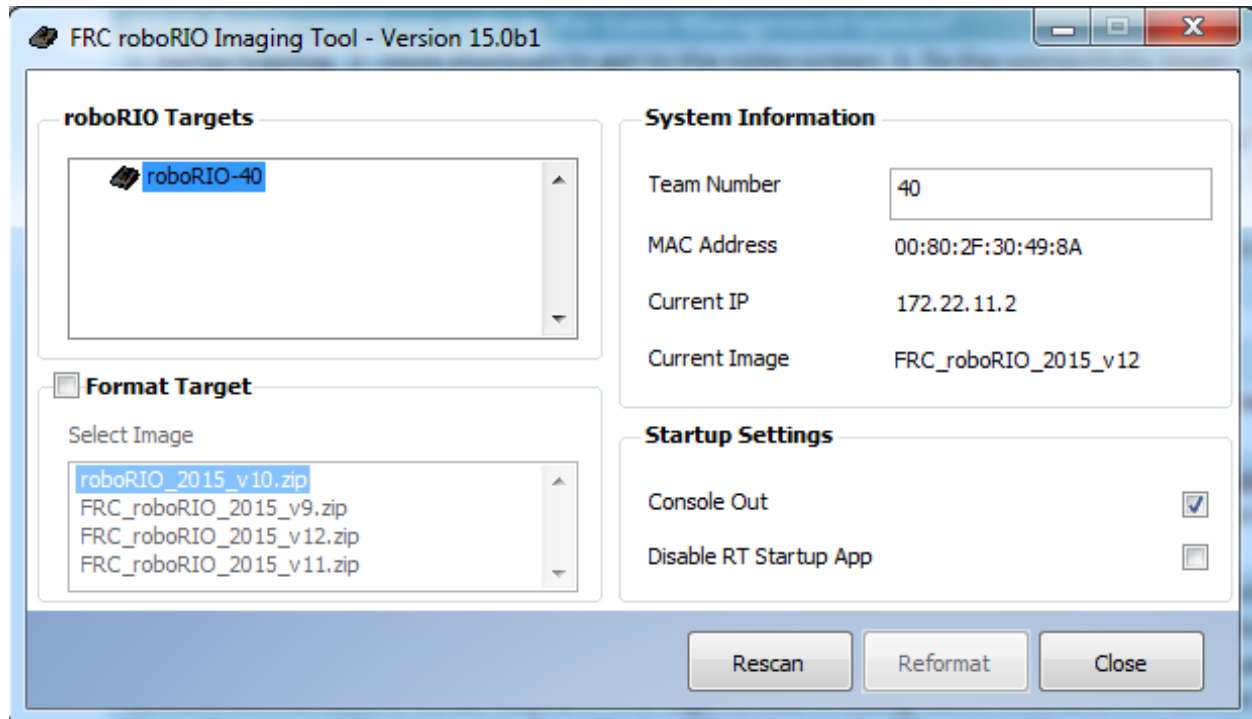 FRC roboRIO Imaging Tool - Version 15.0b1
roboRIO Targets
roboRIO-40
Format Target
Select Image
roboRIO_2015_v10.zip
FRC_roboRIO_2015_v9.zip
FRC_roboRIO_2015_v12.zip
FRC_roboRIO_2015_v11.zip
System Information
Team Number 40
MAC Address 00:80:2F:30:49:8A
Current IP 172.22.11.2
Current Image FRC_roboRIO_2015_v12
Startup Settings
Console Out
Disable RT Startup App
Rescan Reformat Close